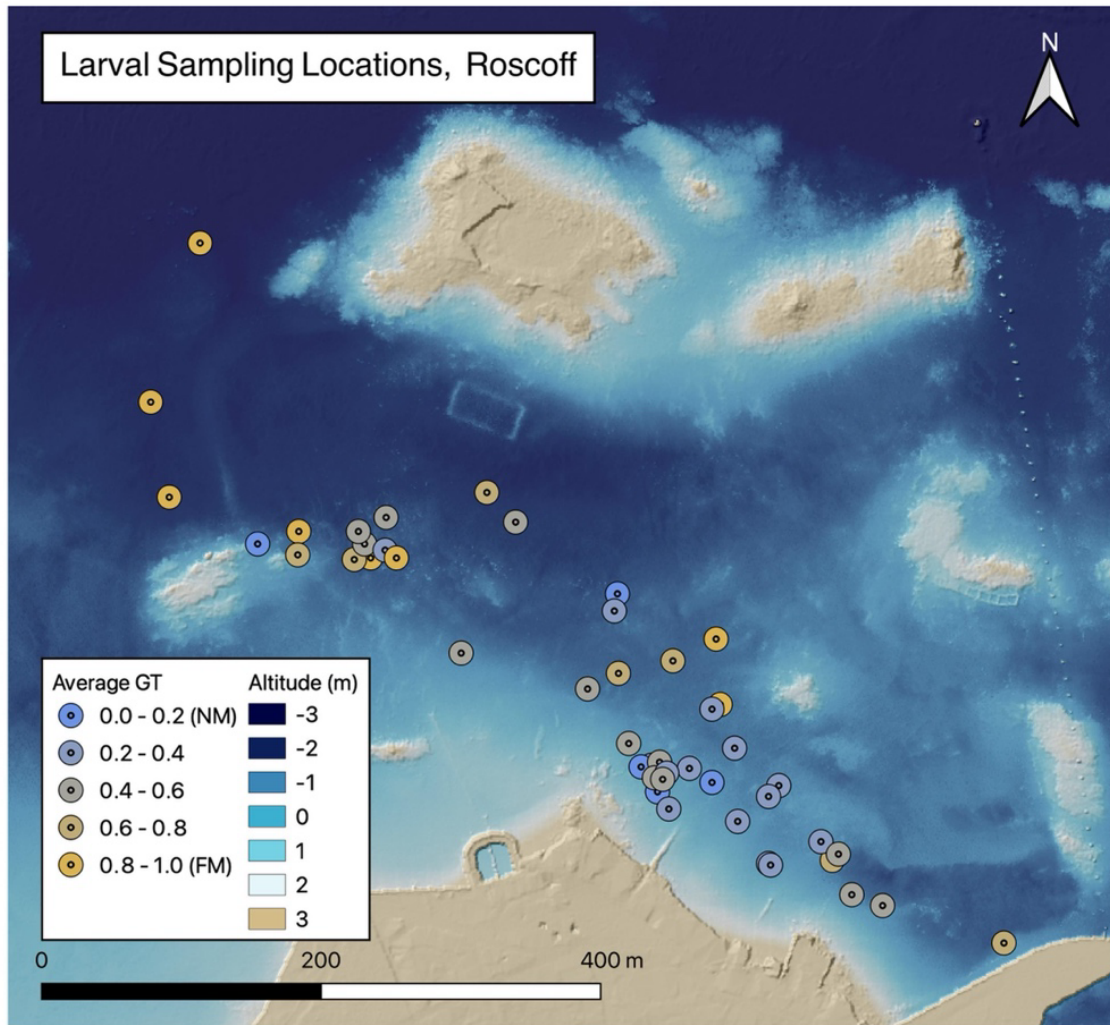 Larval Sampling Locations, Roscoff
N
Average GT
0.0 - 0.2 (NM)
0.2 - 0.4
0.4 - 0.6
0.6 - 0.8
0.8 - 1.0 (FM)
Altitude (m)
-3
-2
-1
0
1
2
3
0 200 400 m